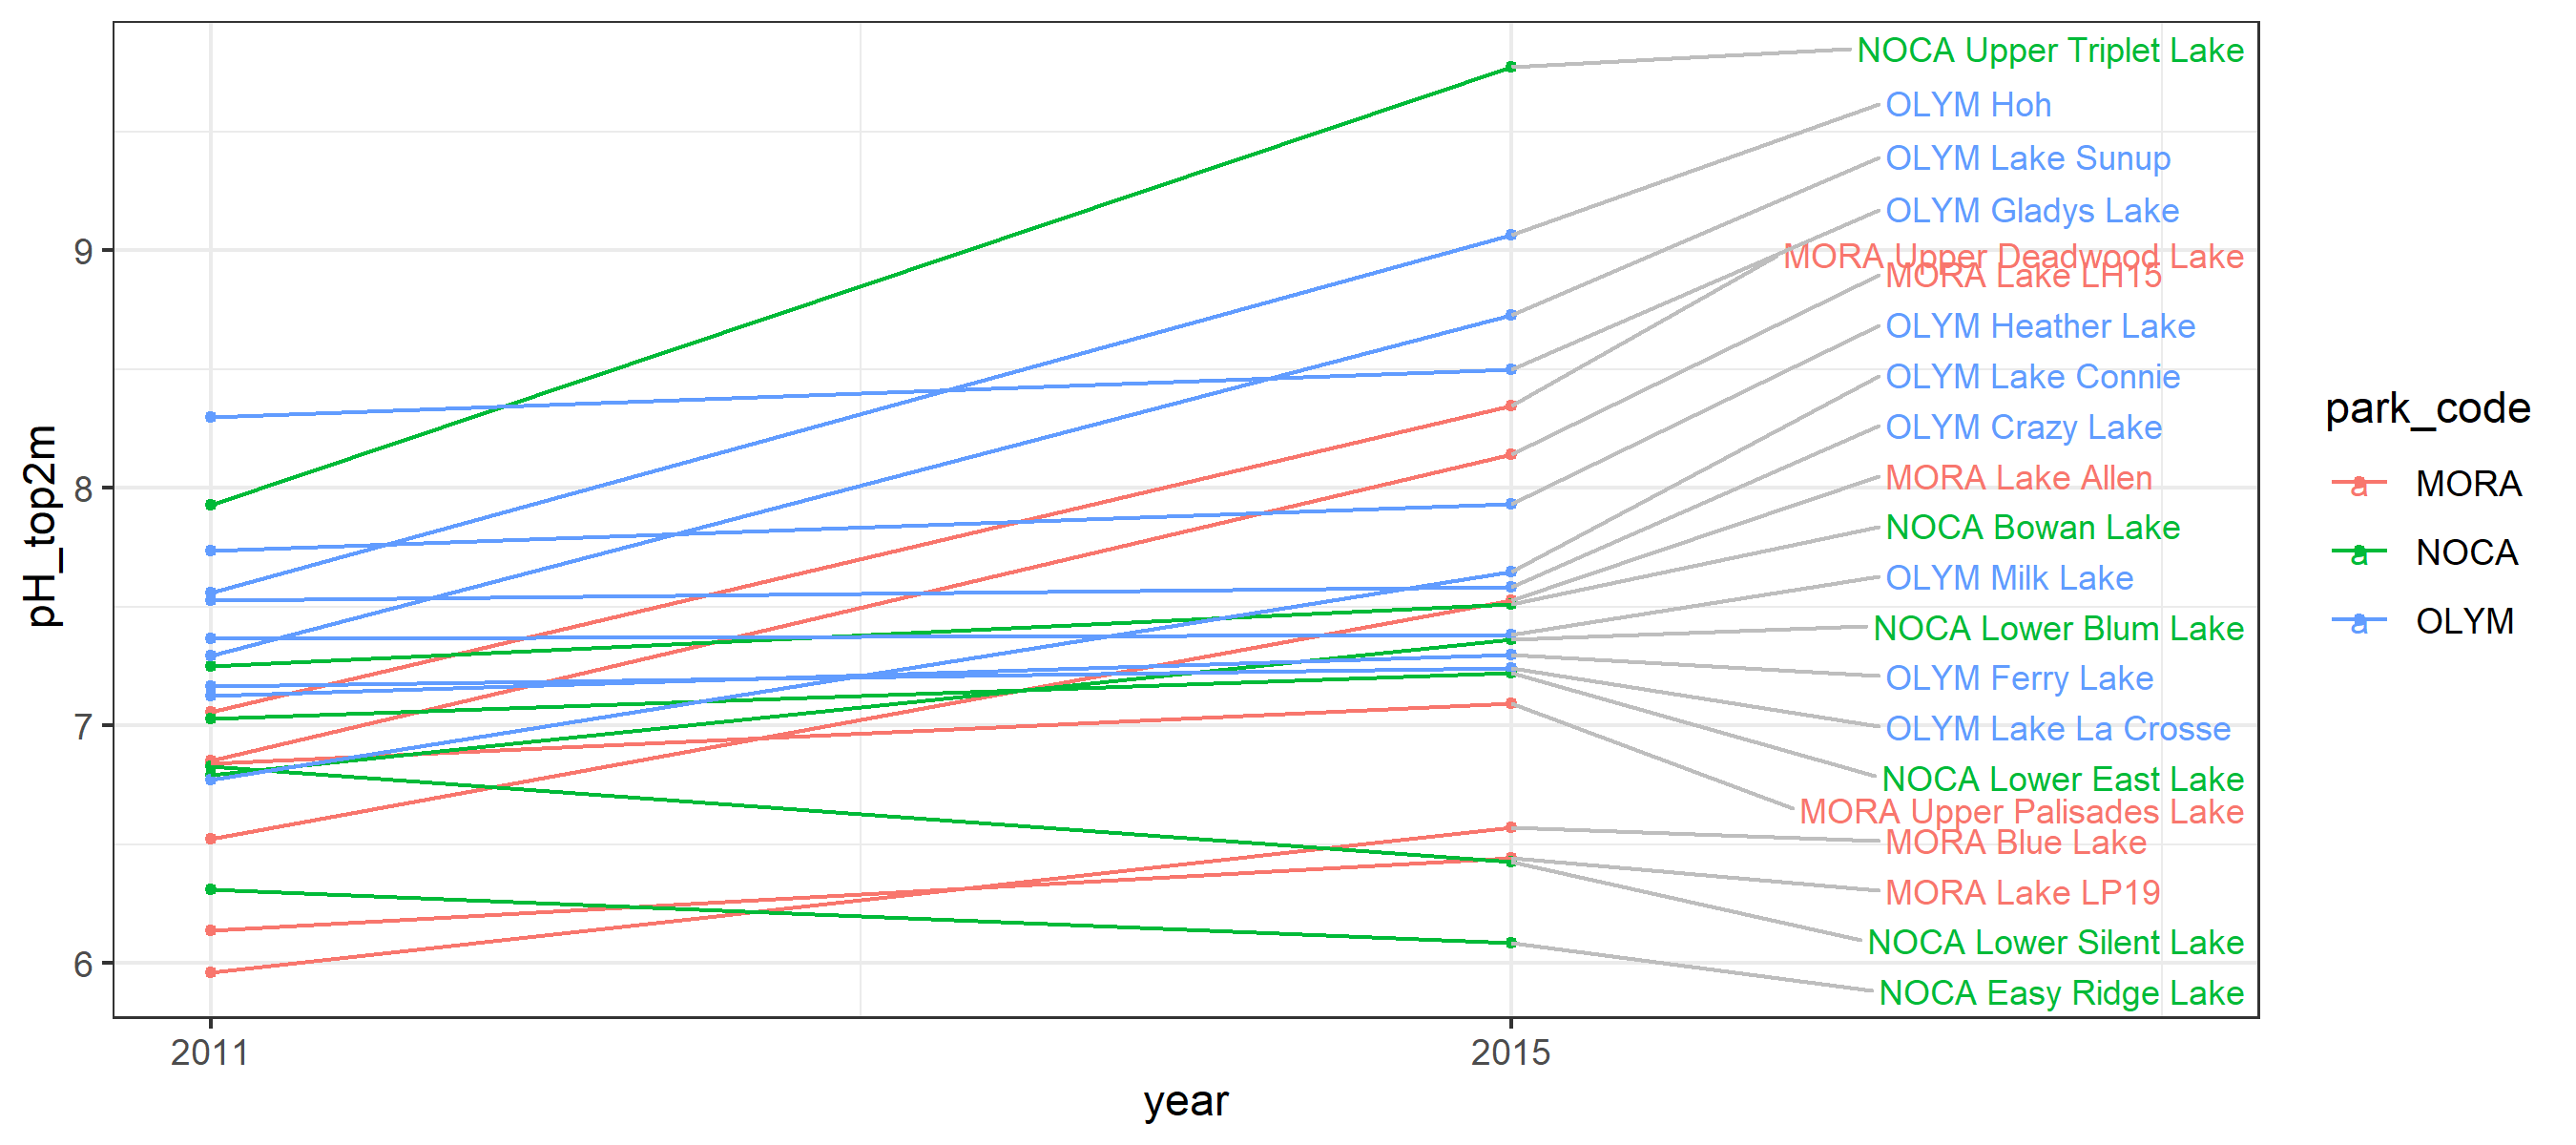 NOCA Upper Triplet Lake
OLYM Hoh
OLYM Lake Sunup
OLYM Gladys Lake
MORA Upper Deadwood Lake
MORA Lake LH15
OLYM Heather Lake
OLYM Lake Connie
OLYM Crazy Lake
MORA Lake Allen
NOCA Bowan Lake
OLYM Milk Lake
NOCA Lower Blum Lake
OLYM Ferry Lake
OLYM Lake La Crosse
NOCA Lower East Lake
MORA Upper Palisades Lake
MORA Blue Lake
MORA Lake LP19
NOCA Lower Silent Lake
NOCA Easy Ridge Lake
9
8
7
6
pH_top2m
2011
2015
year
park_code
a MORA
a NOCA
a OLYM